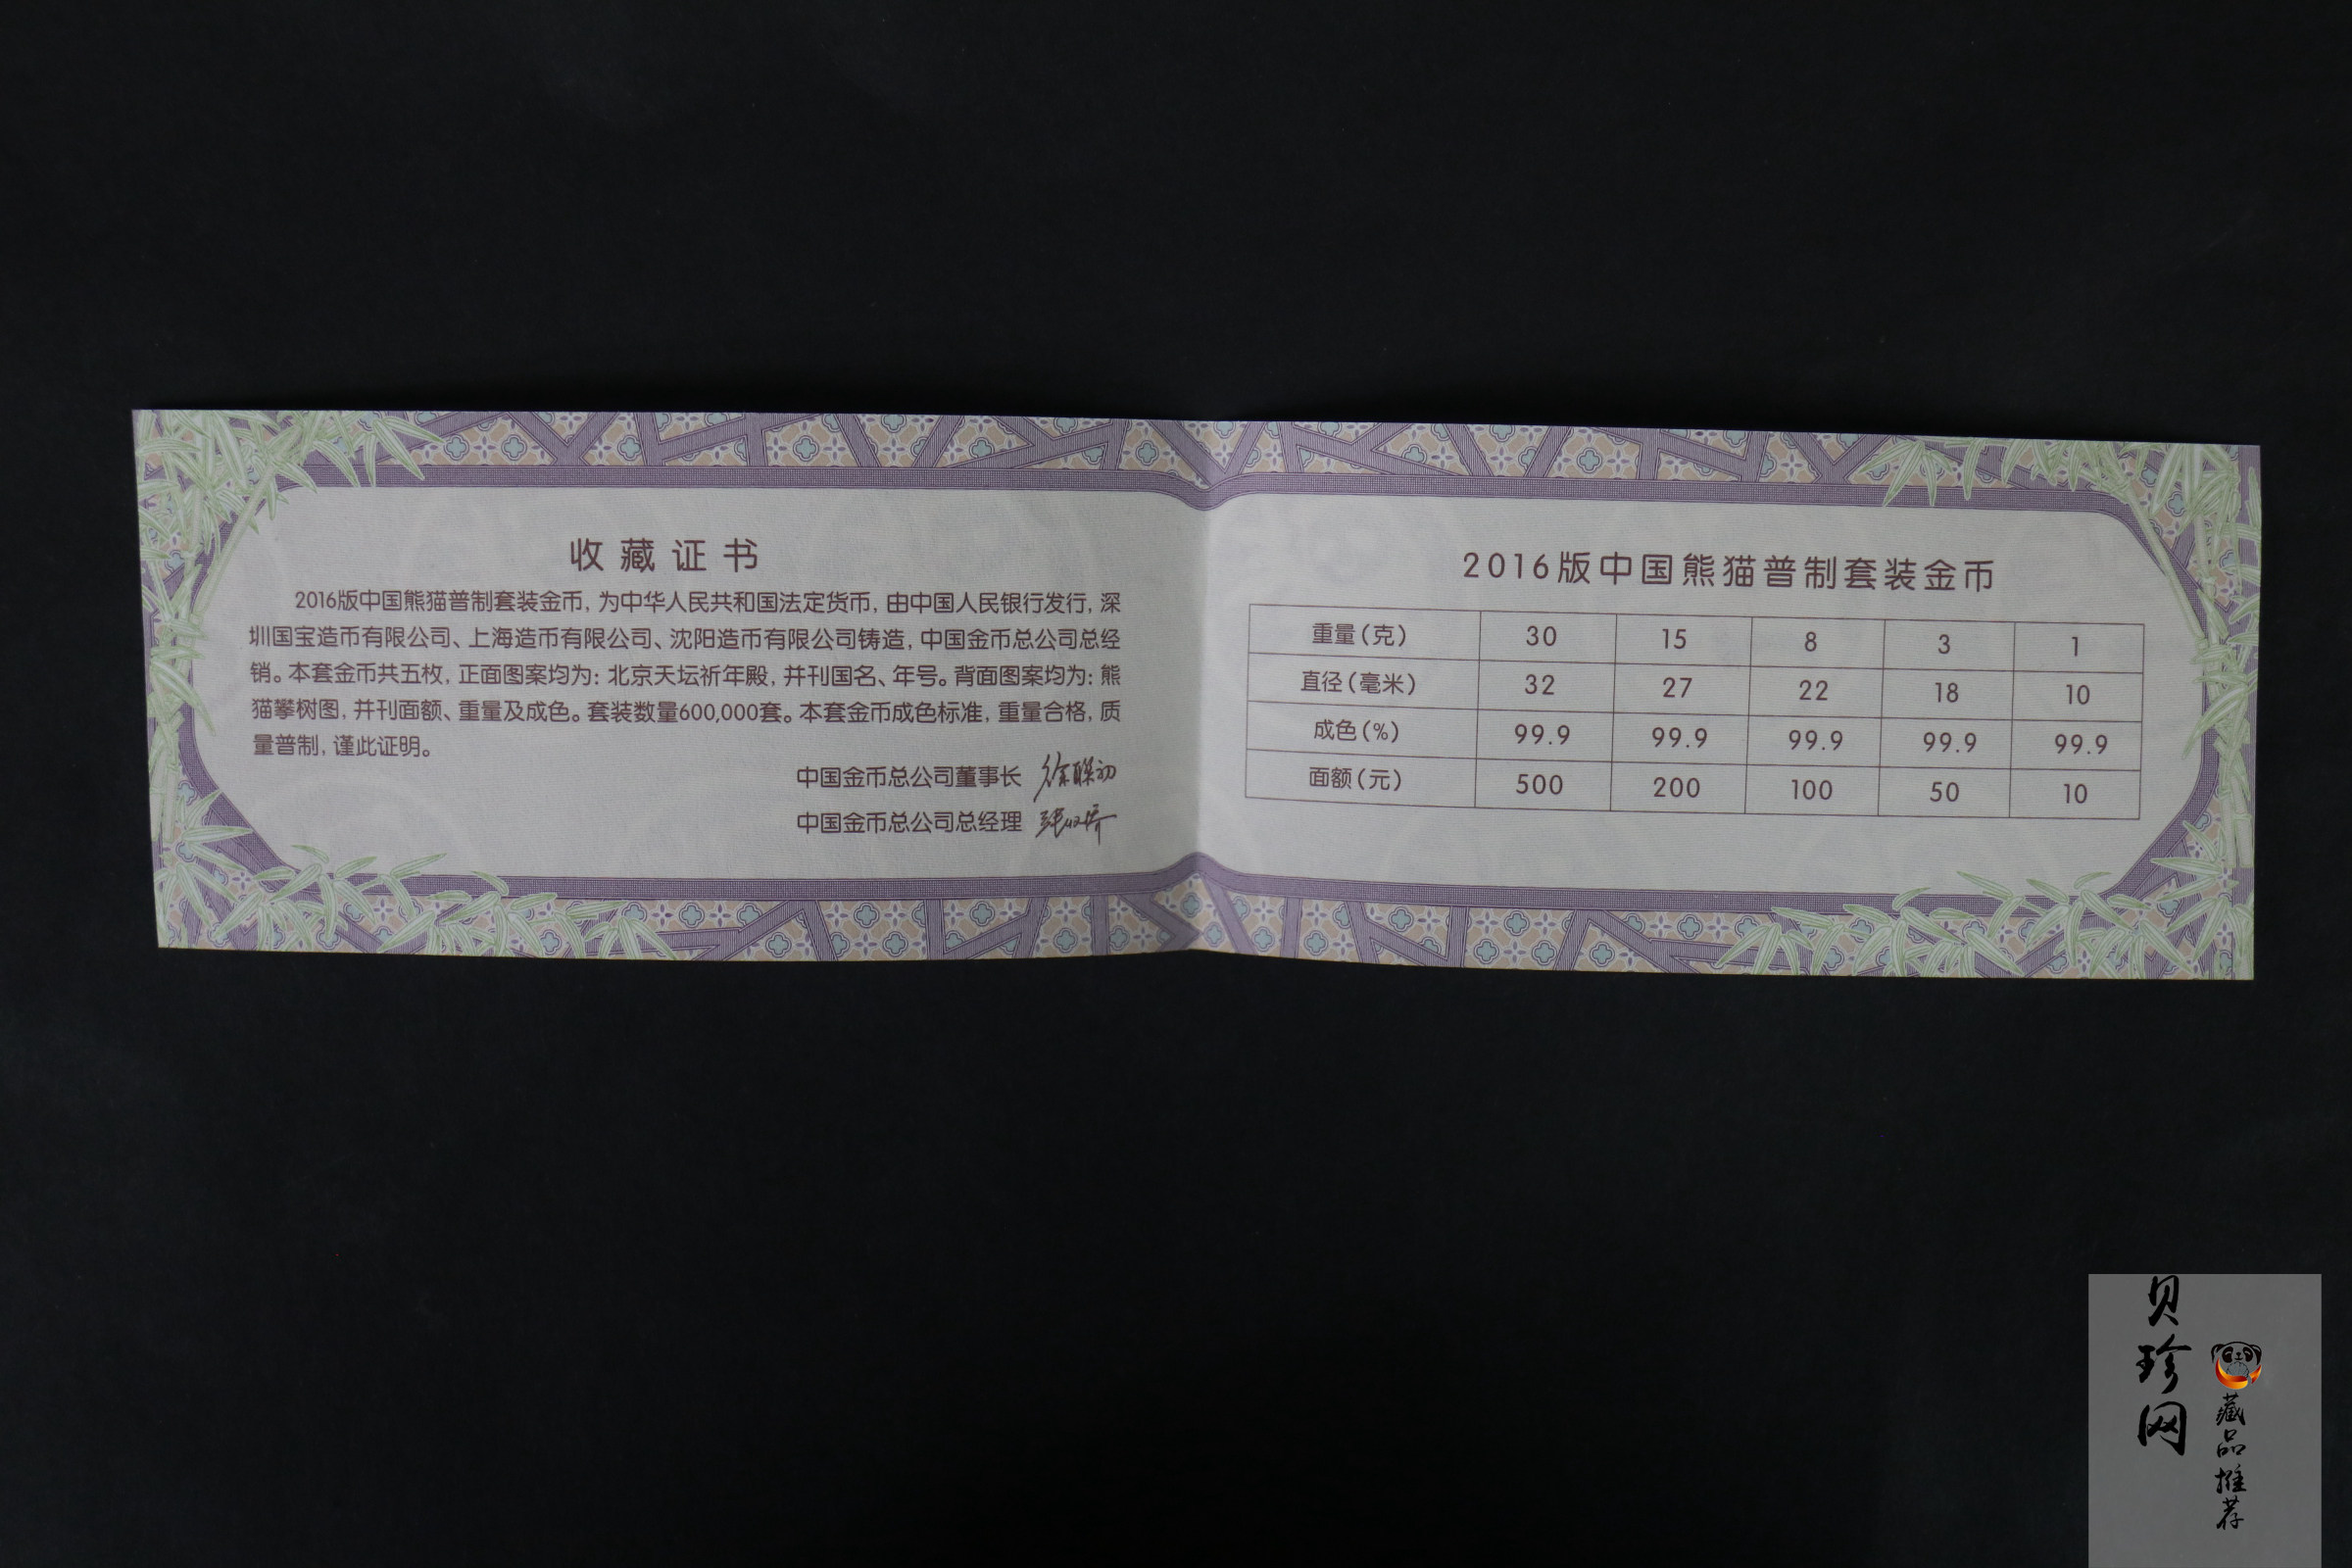 收藏证书
2016版中国熊猫普制套装金币, 为中华人民共和国法定货币, 由中国人民银行发行, 深
圳国宝造币有限公司、上海造币有限公司、沈阳造币有限公司铸造, 中国金币总公司总经
销。本套金币共五枚, 正面图案均为: 北京天坛祈年殿, 并刊国名、年号。背面图案均为: 熊
猫攀树图, 并刊面额、重量及成色。套装数量600,000套。本套金币成色标准, 重量合格, 质
量普制, 谨此证明。
中国金币总公司董事长
中国金币总公司总经理
2016版中国熊猫普制套装金币
重量(克) 30 15 8 3 1
直径(毫米) 32 27 22 18 10
成色(%) 99.9 99.9 99.9 99.9 99.9
面额(元) 500 200 100 50 10
贝珍网
藏品推荐